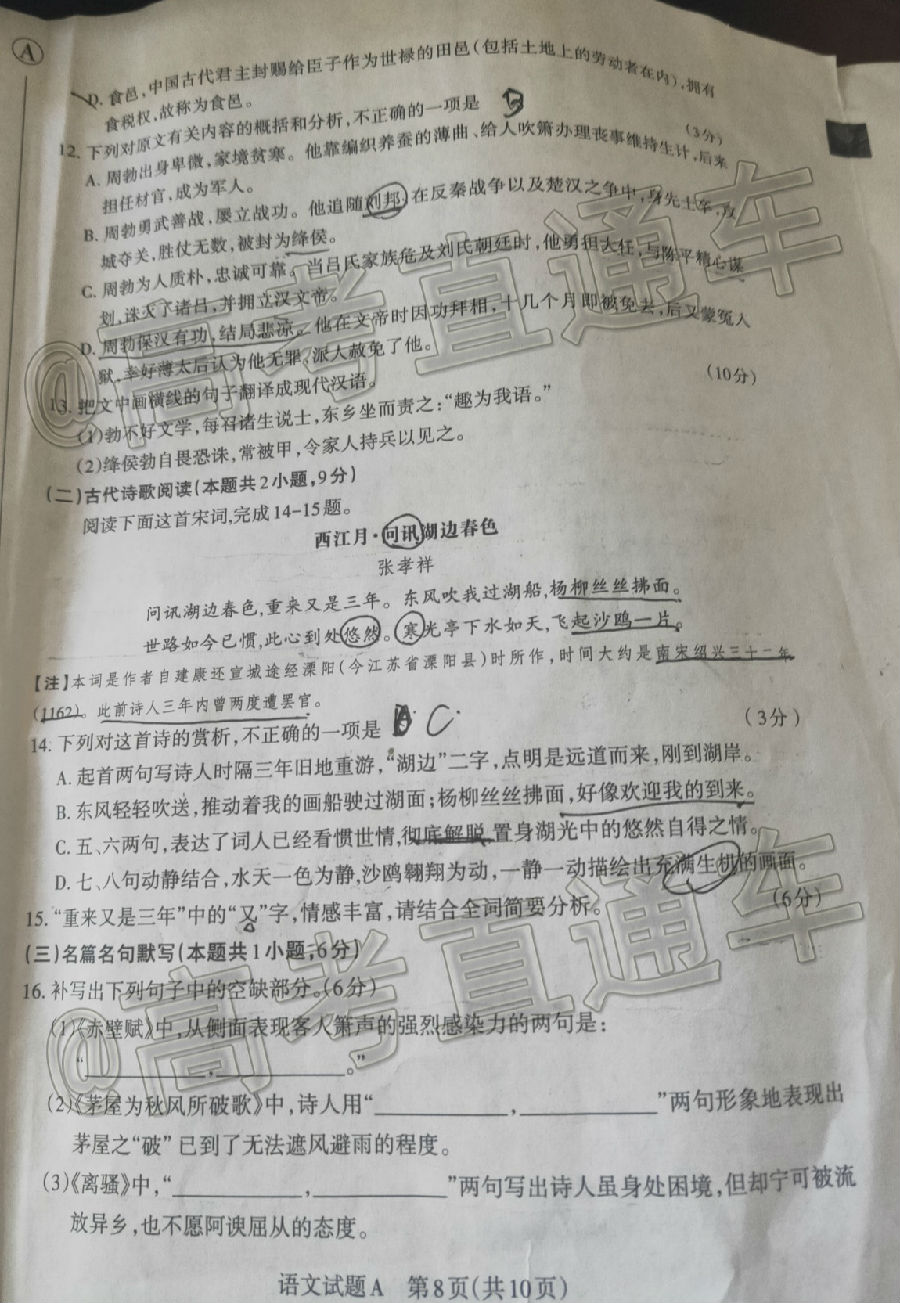 A
D. 食邑,中国古代君主封赐给臣子作为世禄的田邑(包括土地上的劳动者在内),拥有
食税权,故称为食邑。
12. 下列对原文有关内容的概括和分析,不正确的一项是 (3分)
A. 周勃出身卑微,家境贫寒。他靠编织养蚕的薄曲、给人吹箫办理丧事维持生计,后来
担任材官,成为军人。
B. 周勃勇武善战,屡立战功。他追随刘邦,在反秦战争以及楚汉之争中,身先士卒,攻
城夺关,胜仗无数,被封为绛侯。
C. 周勃为人质朴,忠诚可靠。当吕氏家族危及刘氏朝廷时,他勇担大任,与陈平精心谋
划,诛灭了诸吕,并拥立汉文帝。
D. 周勃保汉有功,结局悲凉。他在文帝时因功拜相,十几个月即被免去,后又蒙冤入
狱,幸好薄太后认为他无罪,派人赦免了他。
13. 把文中画横线的句子翻译成现代汉语。 (10分)
(1)勃不好文学,每召诸生说士,东乡坐而责之:“趣为我语。”
(2)绛侯勃自畏恐诛,常被甲,令家人持兵以见之。
(二)古代诗歌阅读(本题共2小题,9分)
阅读下面这首宋词,完成14-15题。
西江月·问讯湖边春色
张孝祥
问讯湖边春色,重来又是三年。东风吹我过湖船,杨柳丝丝拂面。
世路如今已惯,此心到处悠然。寒光亭下水如天,飞起沙鸥一片。
【注】本词是作者自建康还宣城途经溧阳(今江苏省溧阳县)时所作,时间大约是南宋绍兴三十二年
(1162)。此前诗人三年内曾两度遭罢官。
14. 下列对这首诗的赏析,不正确的一项是 C (3分)
A. 起首两句写诗人时隔三年旧地重游,“湖边”二字,点明是远道而来,刚到湖岸。
B. 东风轻轻吹送,推动着我的画船驶过湖面;杨柳丝丝拂面,好像欢迎我的到来。
C. 五、六两句,表达了词人已经看惯世情,彻底解脱,置身湖光中的悠然自得之情。
D. 七、八句动静结合,水天一色为静,沙鸥翱翔为动,一静一动描绘出充满生机的画面。
15. “重来又是三年”中的“又”字,情感丰富,请结合全词简要分析。 (6分)
(三)名篇名句默写(本题共1小题,6分)
16. 补写出下列句子中的空缺部分。(6分)
(1)《赤壁赋》中,从侧面表现客人箫声的强烈感染力的两句是:
“__________,__________。”
(2)《茅屋为秋风所破歌》中,诗人用“__________,__________”两句形象地表现出
茅屋之“破”已到了无法遮风避雨的程度。
(3)《离骚》中,“__________,__________”两句写出诗人虽身处困境,但却宁可被流
放异乡,也不愿阿谀屈从的态度。
语文试题A 第8页(共10页)
@高考直通车
@高考直通车